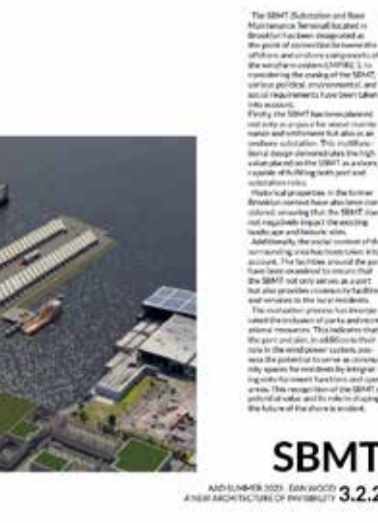 The SBMT (Substation and Base
Maintenance Terminal) located in
Brooklyn has been designated as
the point of connection between the
offshore and onshore components of
the windfarm system EMPIRE 1. In
considering the zoning of the SBMT,
various political, environmental, and
social requirements have been taken
into account.
Firstly, the SBMT has been planned
not only as a space for vessel mainte-
nance and settlement but also as an
onshore substation. This multifunc-
tional design demonstrates the high
value placed on the SBMT as a
capable of fulfilling both port and
substation roles.
Historical properties in the former
Brooklyn context have also been
sidered, ensuring that the SBMT does
not negatively impact the existing
landscape and historic sites.
Additionally, the social context of the
surrounding area has been taken into
account. The facilities around the port
have been examined to ensure that
the SBMT not only serves as a port
but also provides community facilities
and services to the local residents.
The evaluation process has incorpo-
rated the inclusion of parks and recre-
ational resources. This indicates that
the port and pier, in addition to their
role in the wind power system, pos-
sess the potential to serve as commu-
nity spaces for residents by integrat-
ing onto
areas. This recognition of the SBMT's
potential value and its role in shaping
the future of the shore is evident.
SBMT
AAD SUMMER 2023 - DAN WOOD
A NEW ARCHITECTURE OF INVISIBILITY 3.2.2